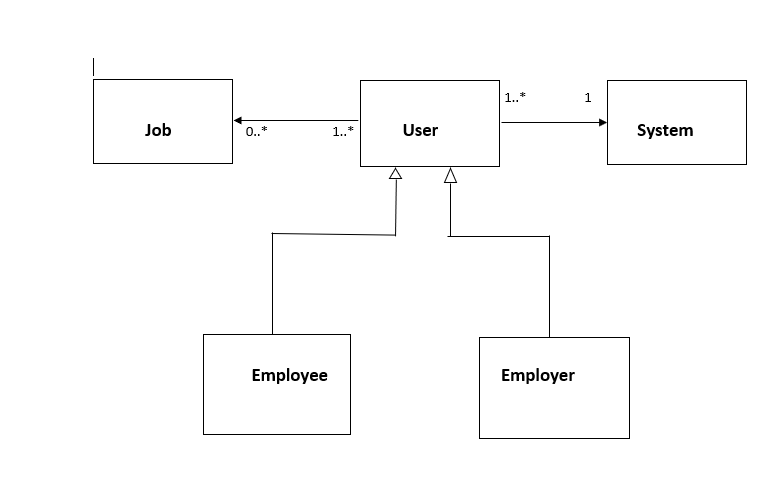 1..* 1
Job User System
0..* 1..*
Employee Employer